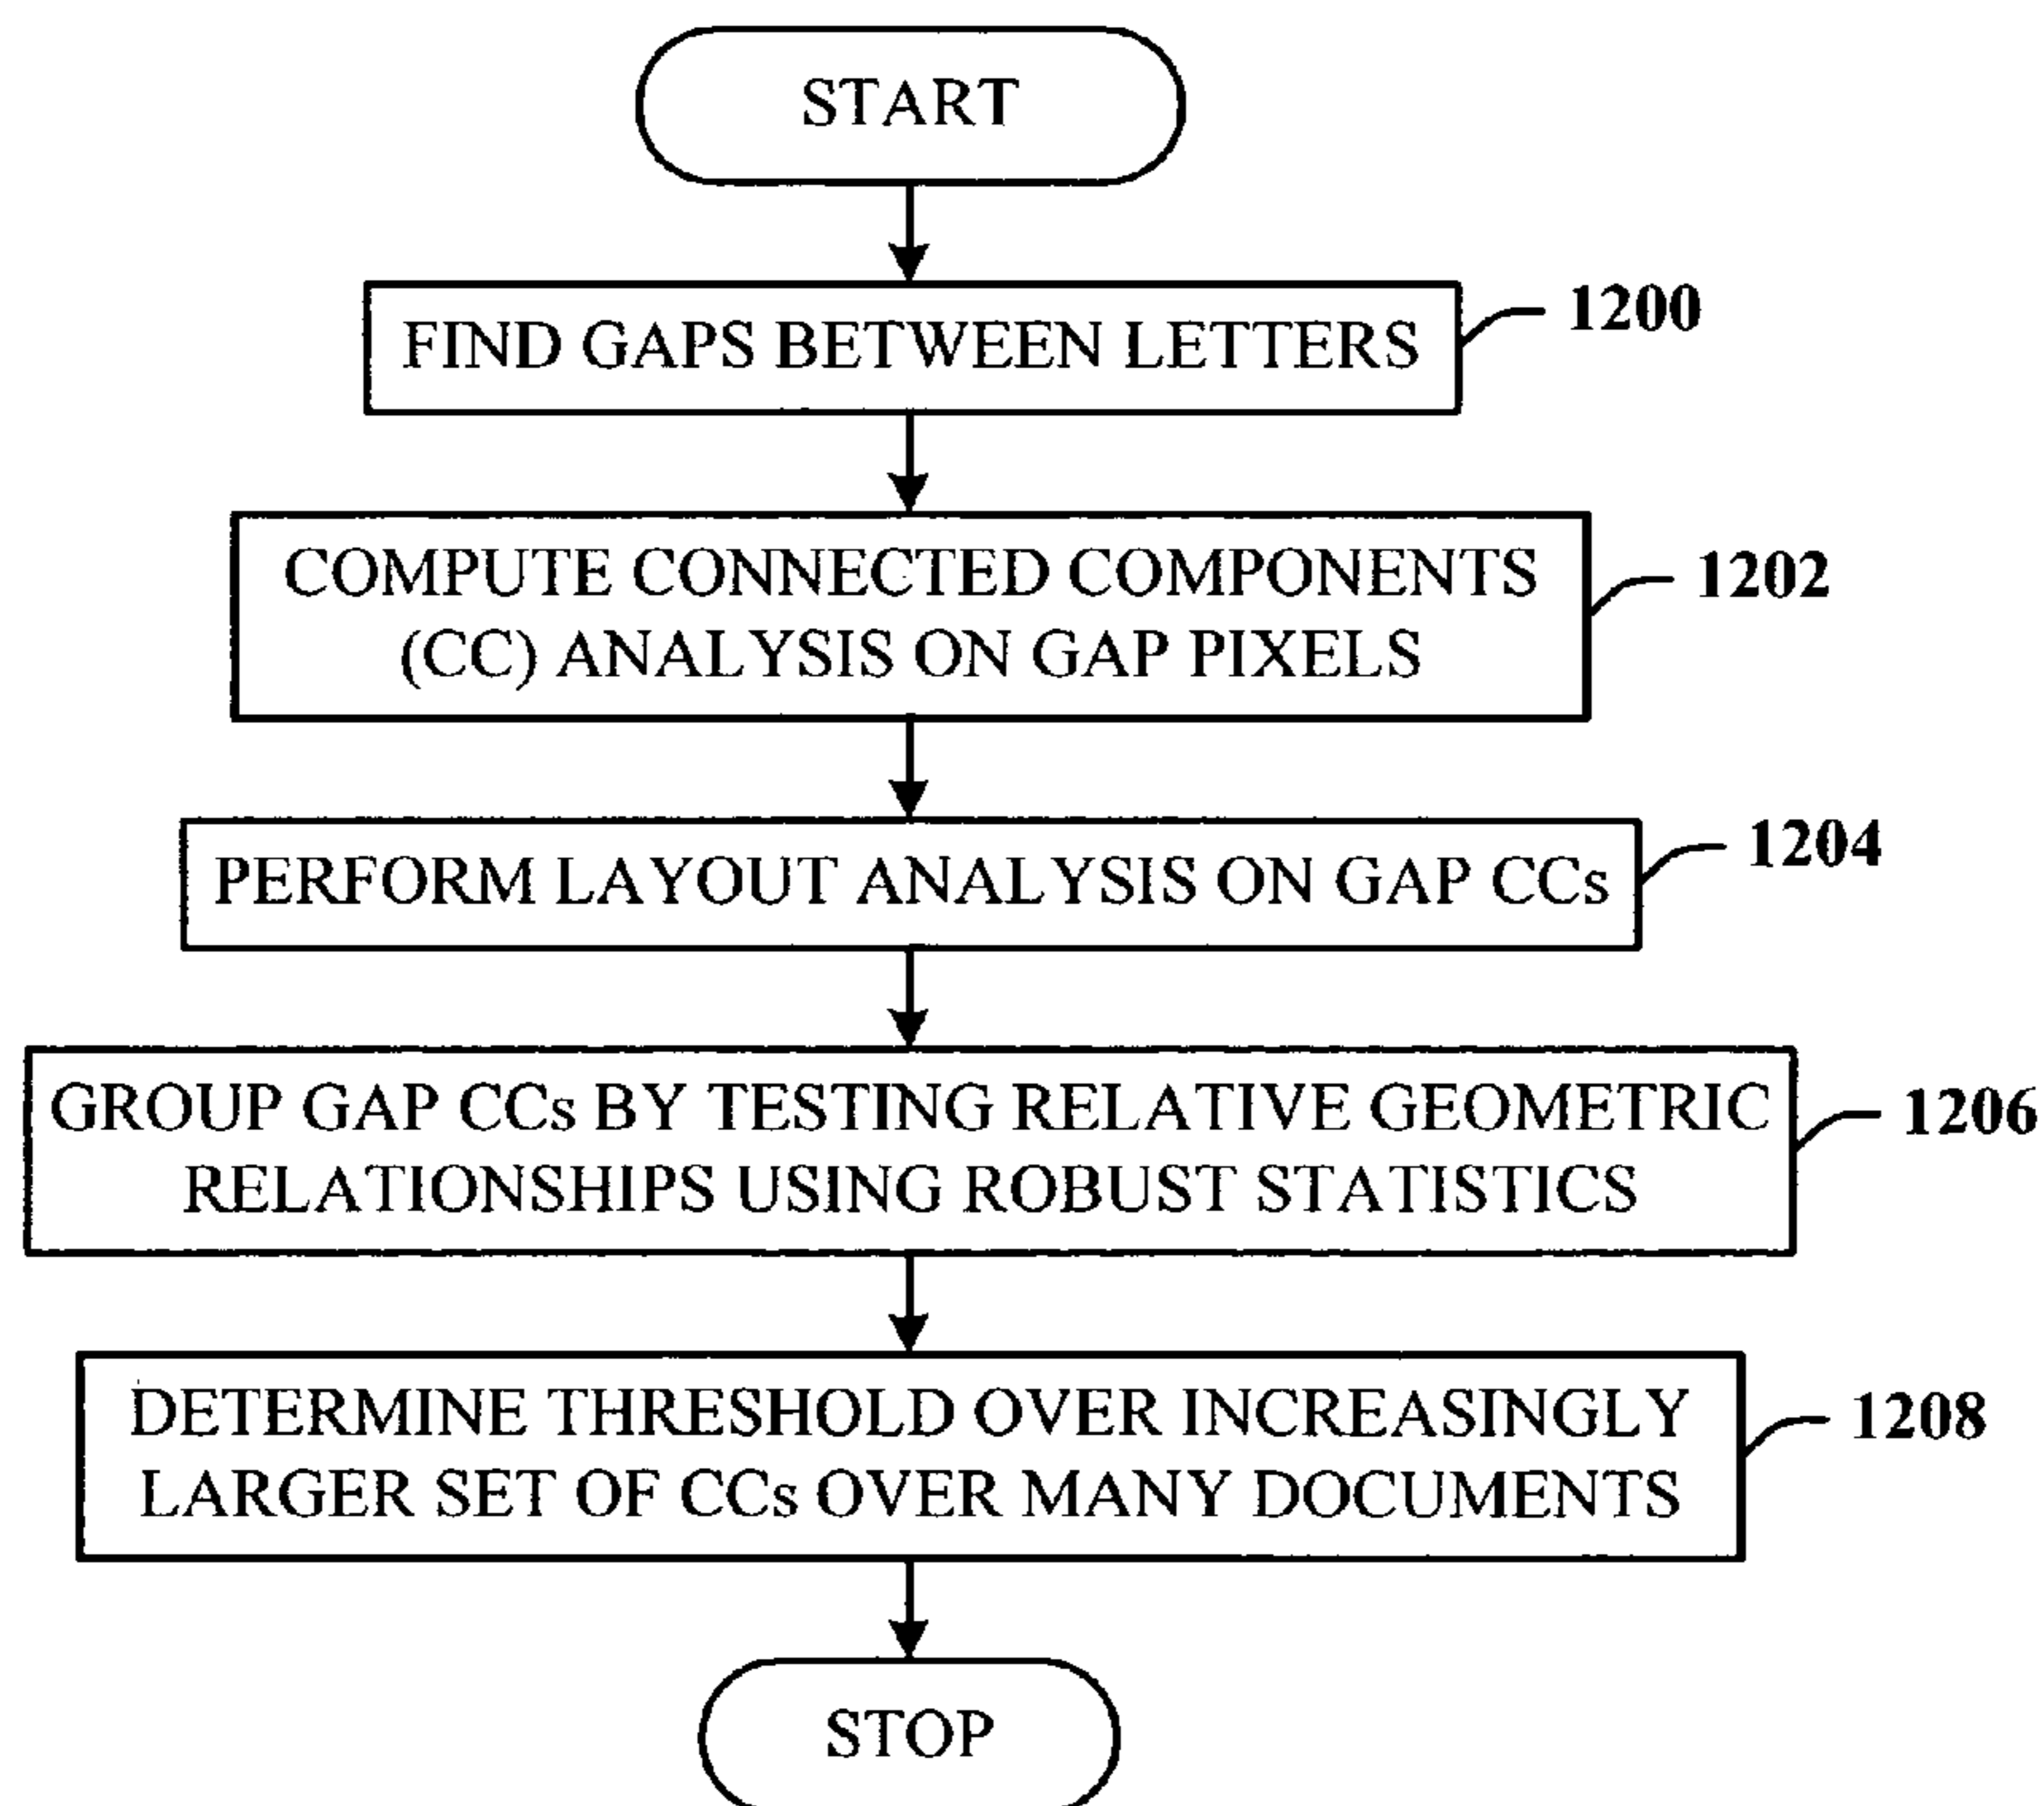 START
FIND GAPS BETWEEN LETTERS
1200
COMPUTE CONNECTED COMPONENTS
(CC) ANALYSIS ON GAP PIXELS
1202
PERFORM LAYOUT ANALYSIS ON GAP CCs
1204
GROUP GAP CCs BY TESTING RELATIVE GEOMETRIC
RELATIONSHIPS USING ROBUST STATISTICS
1206
DETERMINE THRESHOLD OVER INCREASINGLY
LARGER SET OF CCs OVER MANY DOCUMENTS
1208
STOP